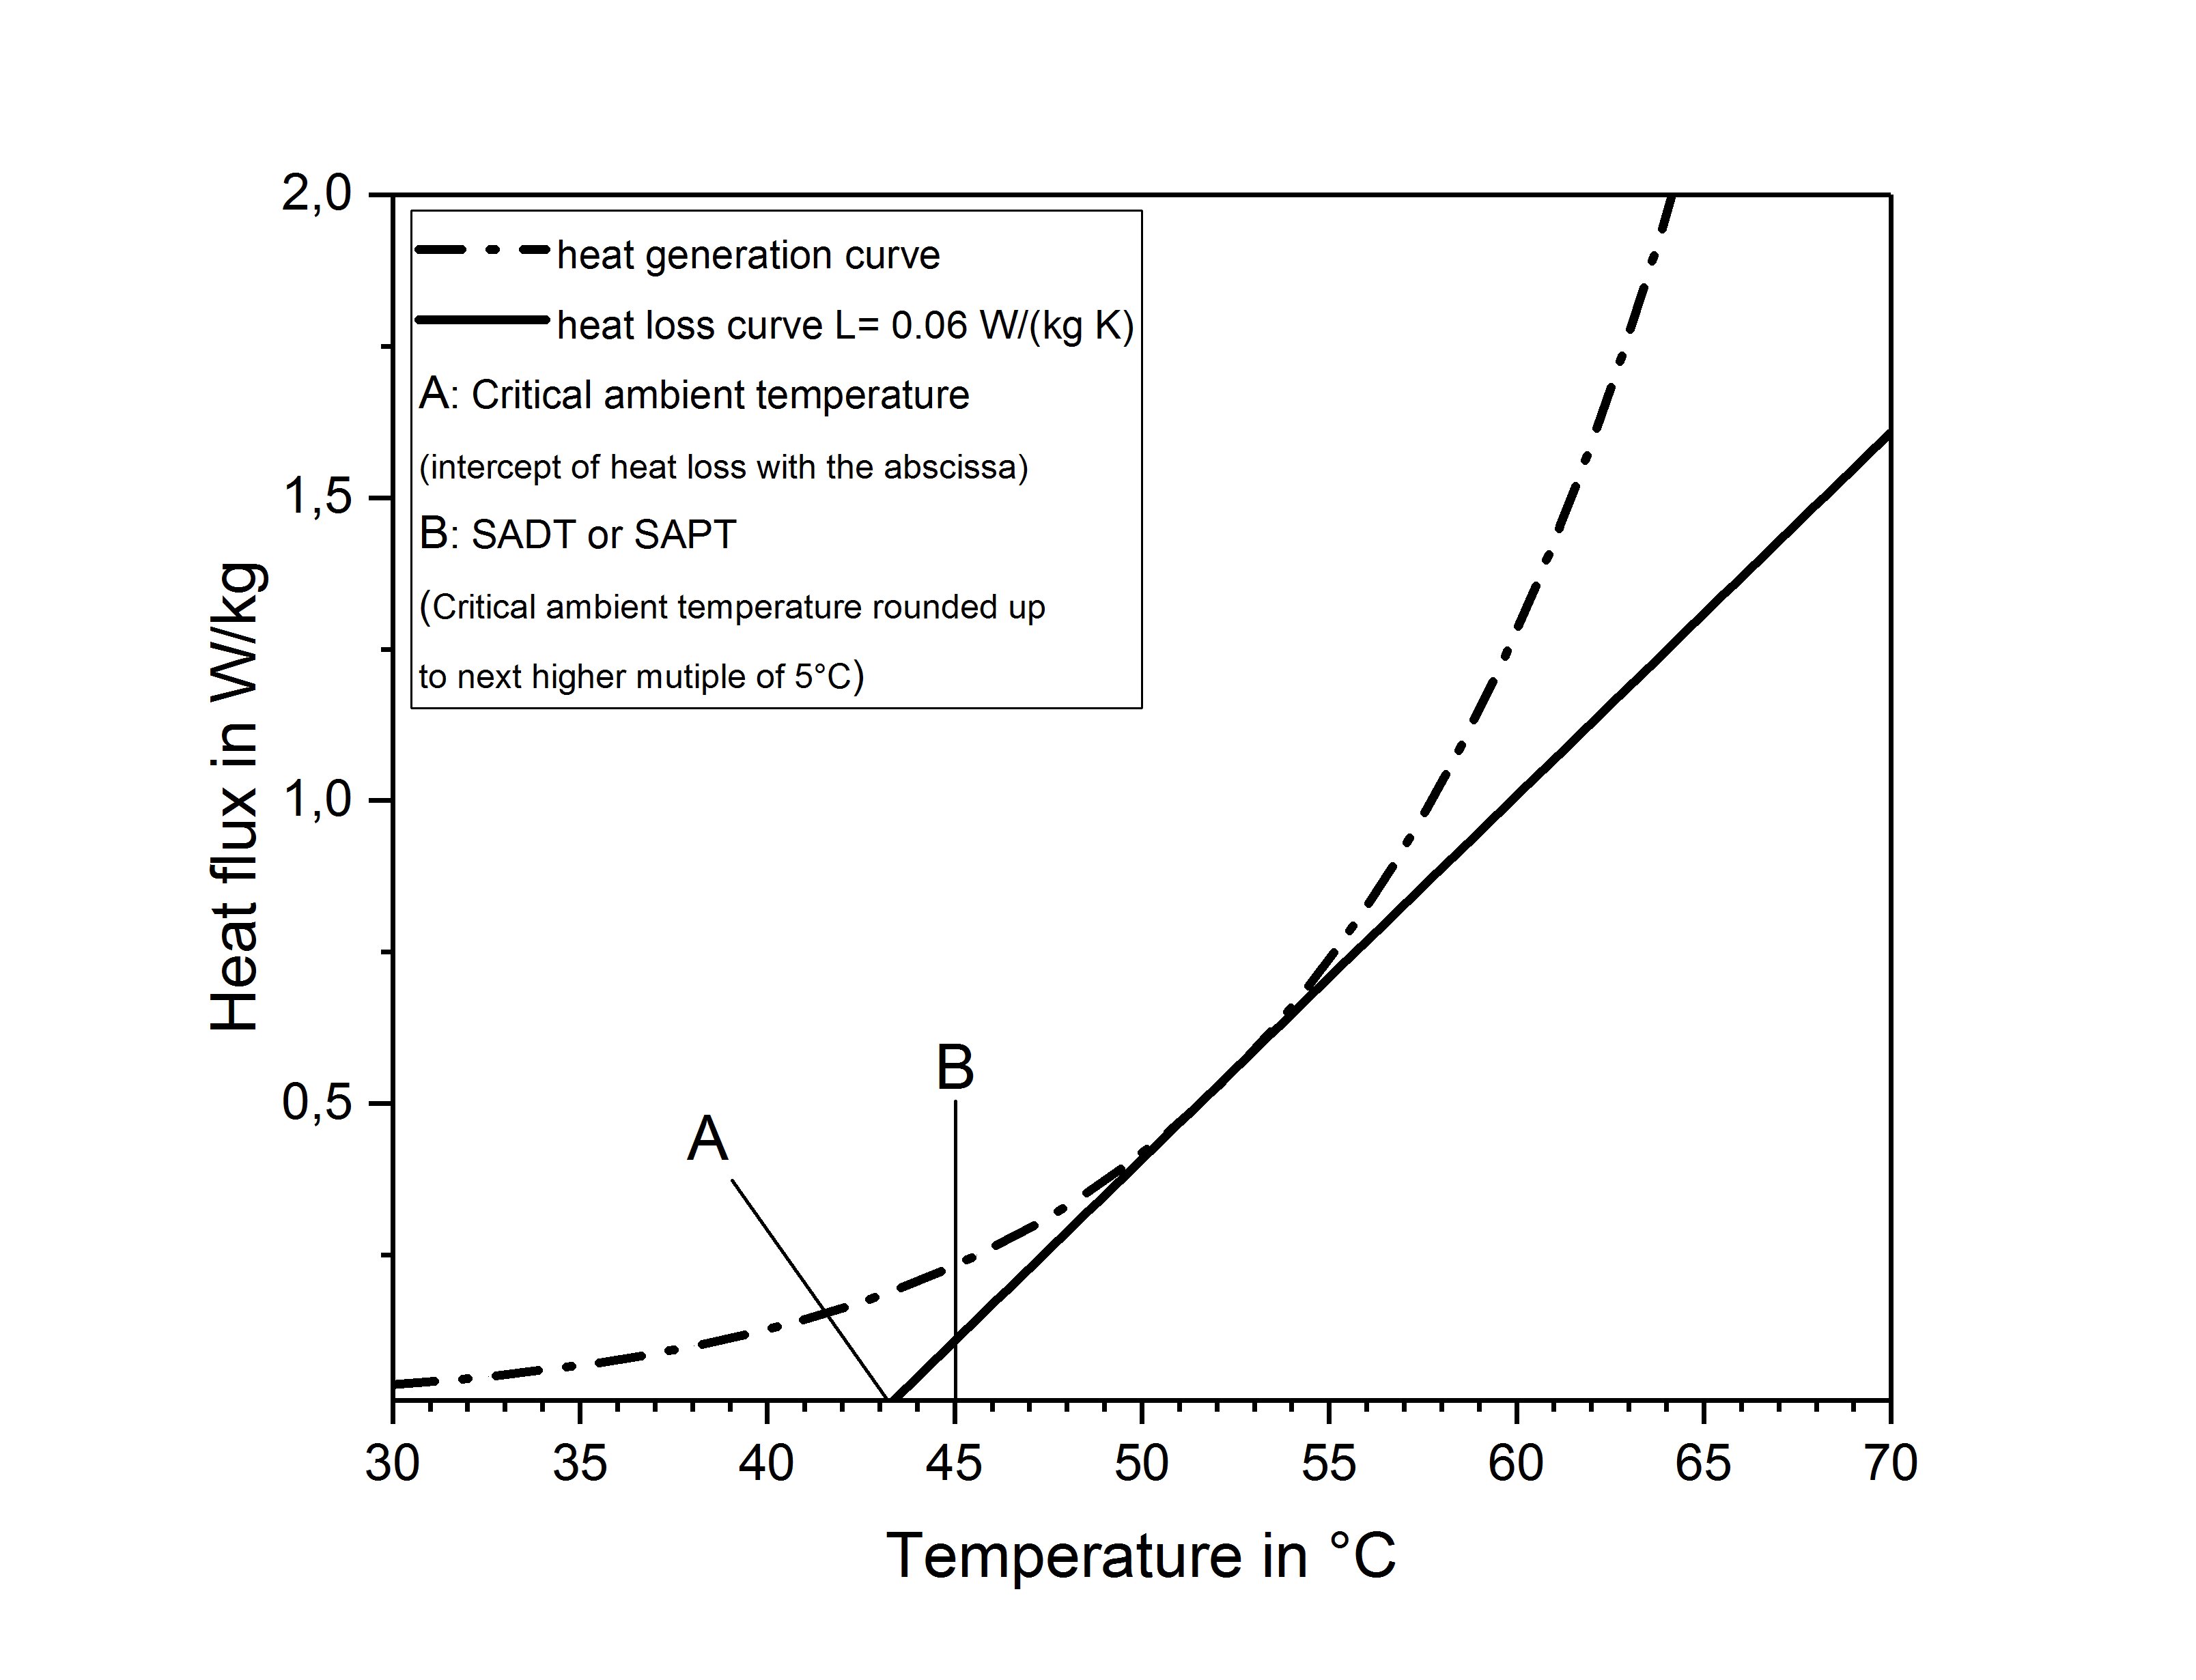 2,0
heat generation curve
heat loss curve L= 0.06 W/(kg K)
A: Critical ambient temperature
(intercept of heat loss with the abscissa)
1,5
B: SADT or SAPT
(Critical ambient temperature rounded up
to next higher mutiple of 5°C)
Heat flux in W/kg
1,0
0,5
B
A
30 35 40 45 50 55 60 65 70
Temperature in °C